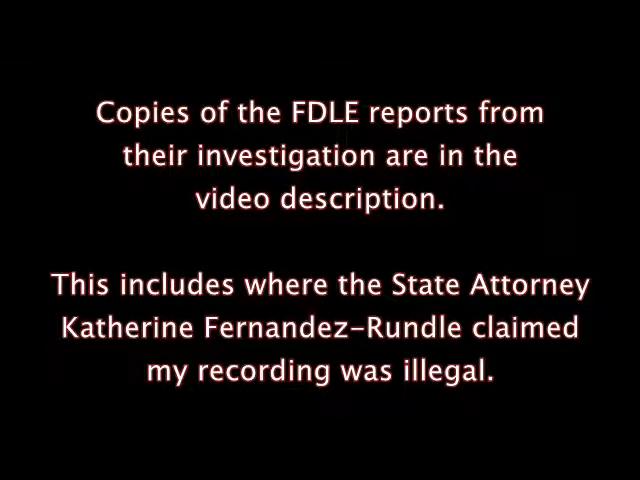 Copies of the FDLE reports from
their investigation are in the
video description.
This includes where the State Attorney
Katherine Fernandez-Rundle claimed
my recording was illegal.